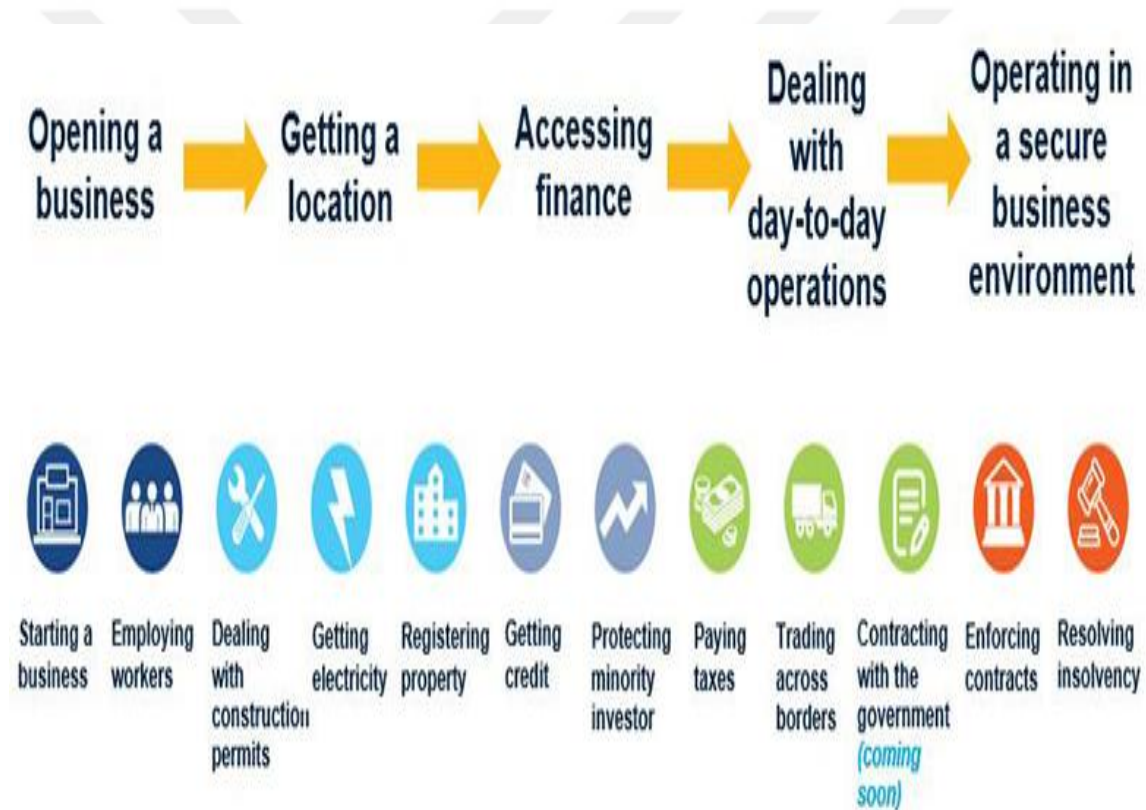 Opening a
business
Getting a
location
Accessing
finance
Dealing
with
day-to-day
operations
Operating in
a secure
business
environment
Starting a
business
Employing
workers
Dealing
with
construction
permits
Getting
electricity
Registering
property
Getting
credit
Protecting
minority
investor
Paying
taxes
Trading
across
borders
Contracting
with the
government
(coming
soon)
Enforcing
contracts
Resolving
insolvency